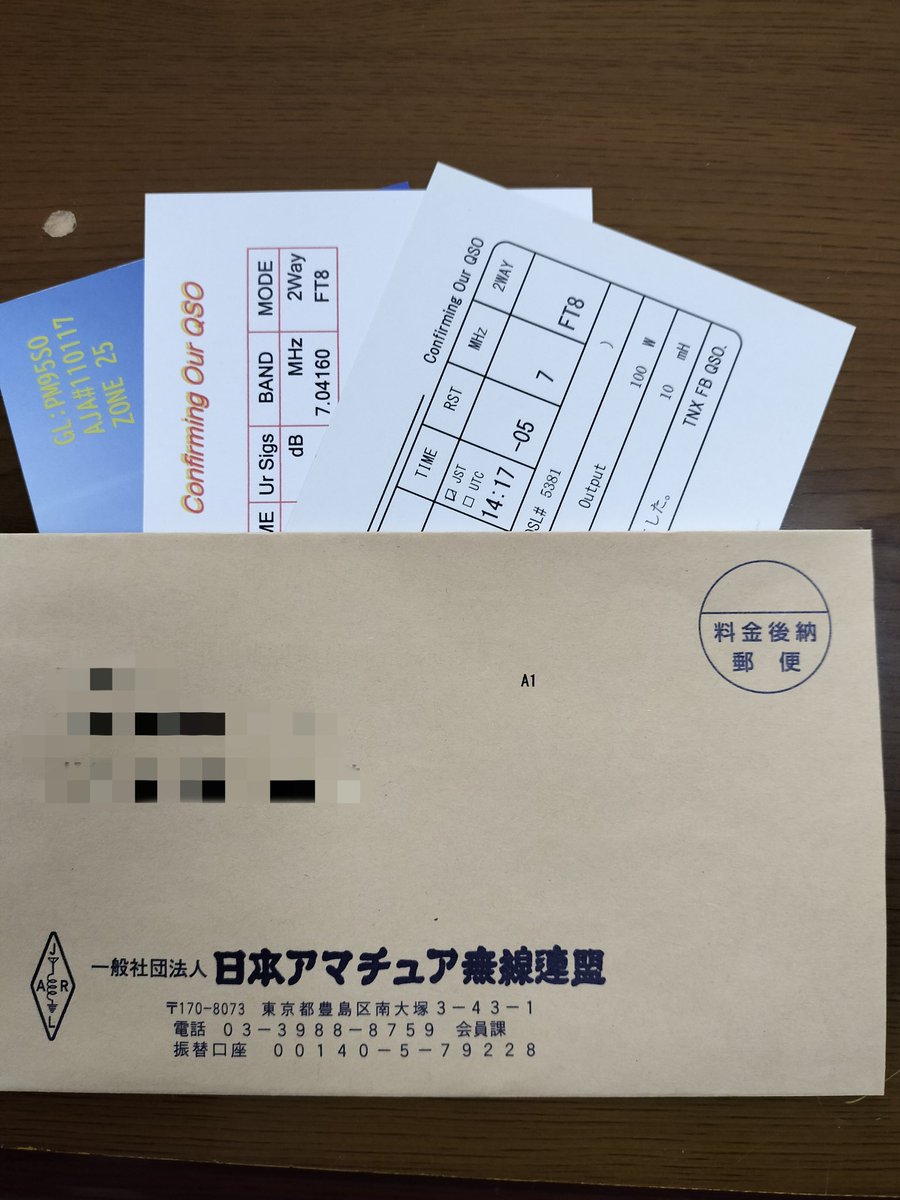 GL:PM95SO
AJA#110117
ZONE 25
Confirming Our QSO
ME
Ur Sigs
BAND
MODE
dB
MHz
2Way
7.04160
FT8
Confirming Our QSO
TIME
RST
MHz
2WAY
☑ JST
☐ UTC
14:17
-05
7
FT8
QSL# 5381
)
Output
100 W
10 mH
した。
TNX FB QSO.
料金後納
郵便
A1
JARL
一般社団法人 日本アマチュア無線連盟
〒170-8073 東京都豊島区南大塚3-43-1
電話 03-3988-8759 会員課
振替口座 00140-5-79228